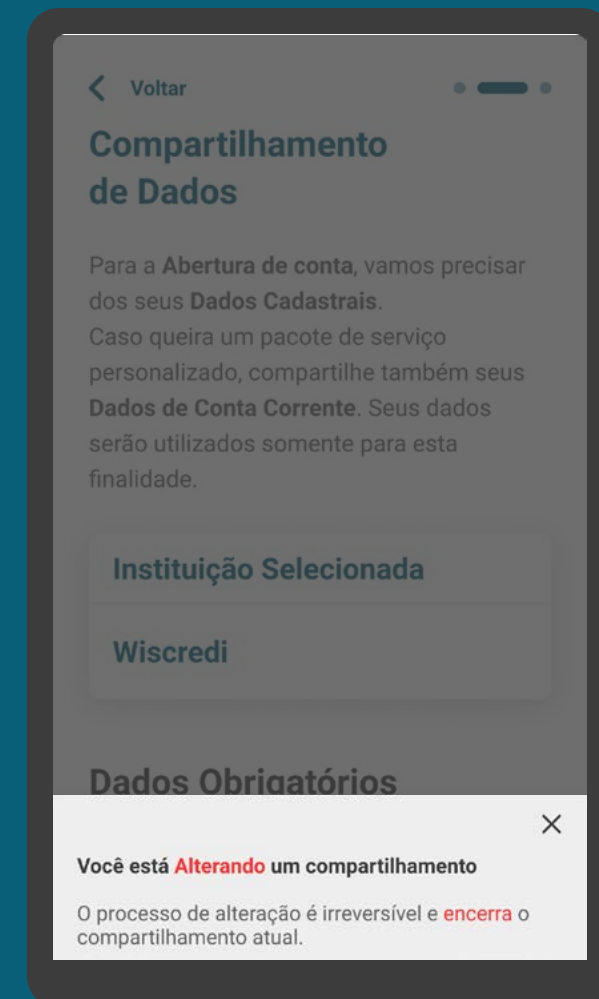 Voltar
Compartilhamento
de Dados
Para a Abertura de conta, vamos precisar
dos seus Dados Cadastrais.
Caso queira um pacote de serviço
personalizado, compartilhe também seus
Dados de Conta Corrente. Seus dados
serão utilizados somente para esta
finalidade.
Instituição Selecionada
Wiscredi
Dados Obrigatórios
Você está Alterando um compartilhamento
O processo de alteração é irreversível e encerra o
compartilhamento atual.